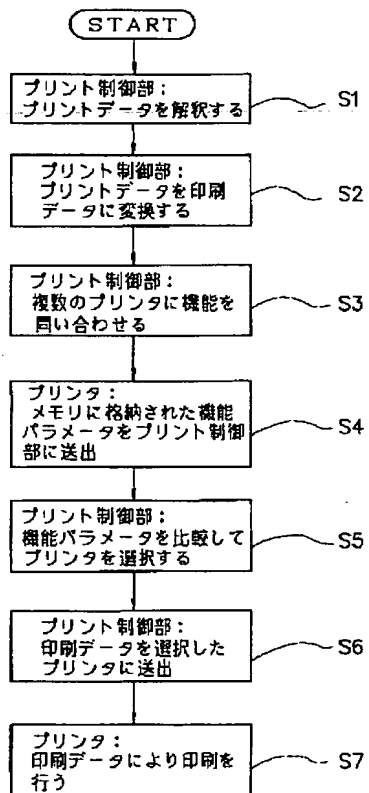 START
プリント制御部：
プリントデータを解釈する
S1
プリント制御部：
プリントデータを印刷
データに変換する
S2
プリント制御部：
複数のプリンタに機能を
問い合わせる
S3
プリンタ：
メモリに格納された機能
パラメータをプリント制御
部に送出
S4
プリント制御部：
機能パラメータを比較して
プリンタを選択する
S5
プリント制御部：
印刷データを選択した
プリンタに送出
S6
プリンタ：
印刷データにより印刷を
行う
S7